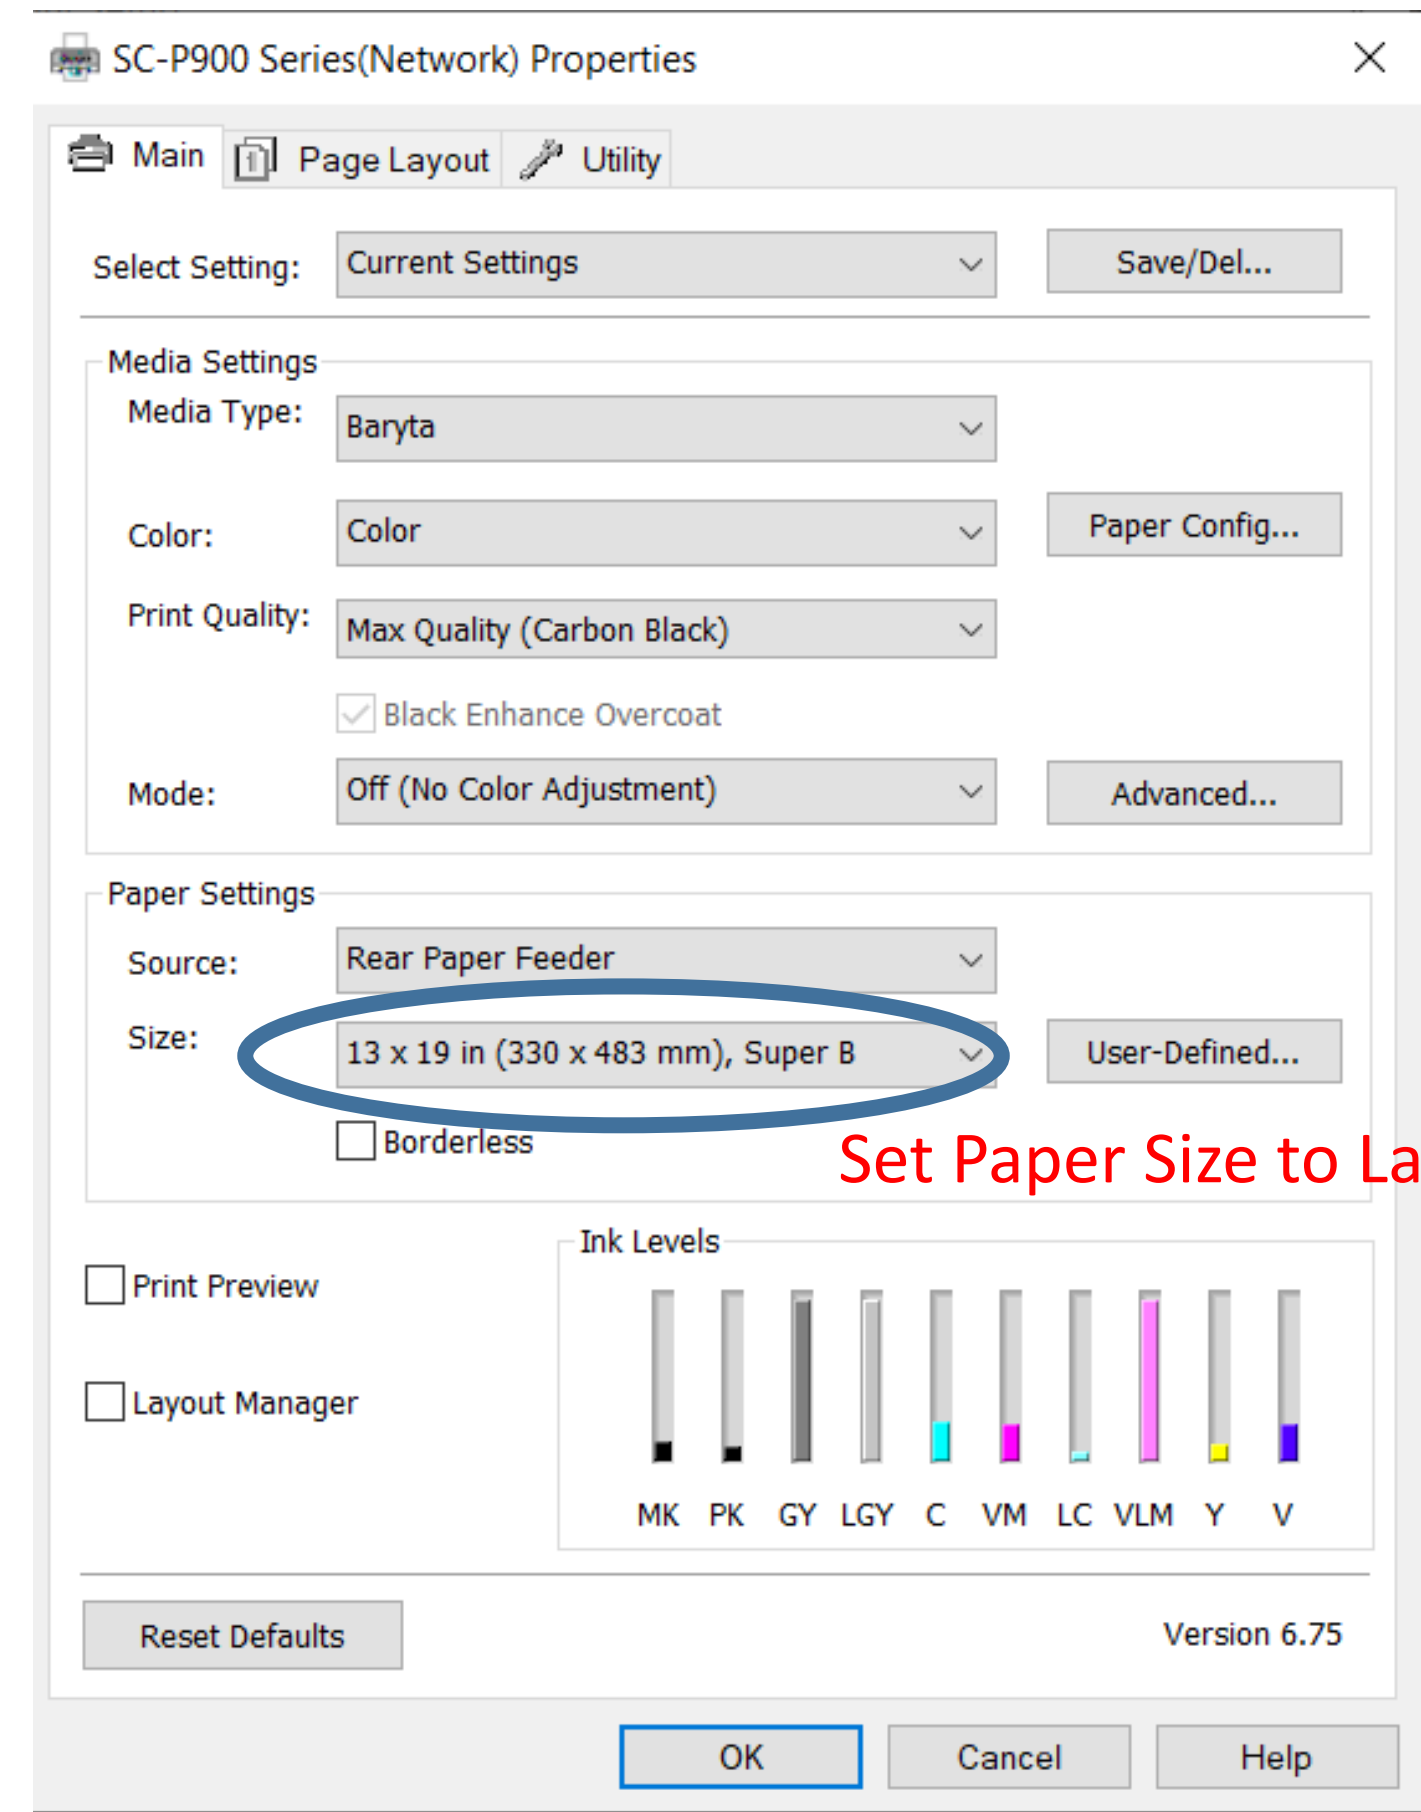 SC-P900 Series(Network) Properties
Main Page Layout Utility
Select Setting: Current Settings Save/Del...
Media Settings
Media Type: Baryta
Color: Color Paper Config...
Print Quality: Max Quality (Carbon Black)
Black Enhance Overcoat
Mode: Off (No Color Adjustment) Advanced...
Paper Settings
Source: Rear Paper Feeder
Size: 13 x 19 in (330 x 483 mm), Super B User-Defined...
Borderless
Set Paper Size to La
Ink Levels
Print Preview
Layout Manager
MK PK GY LGY C VM LC VLM Y V
Reset Defaults Version 6.75
OK Cancel Help